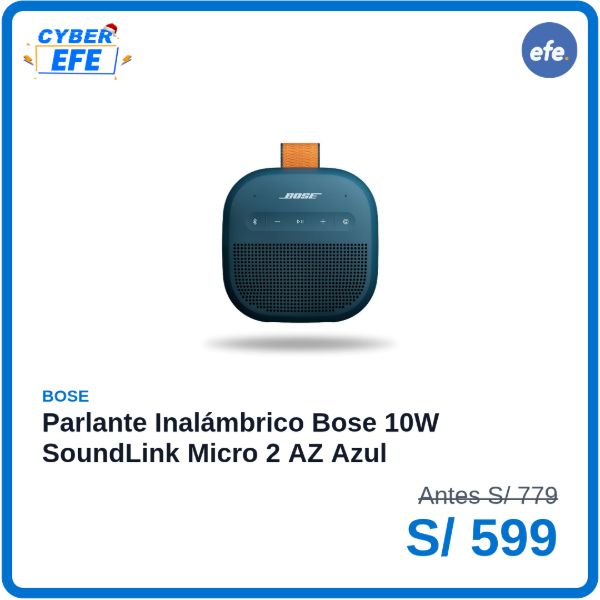 CYBER
EFE
efe.
BOSE
BOSE
Parlante Inalámbrico Bose 10W
SoundLink Micro 2 AZ Azul
Antes S/ 779
S/ 599